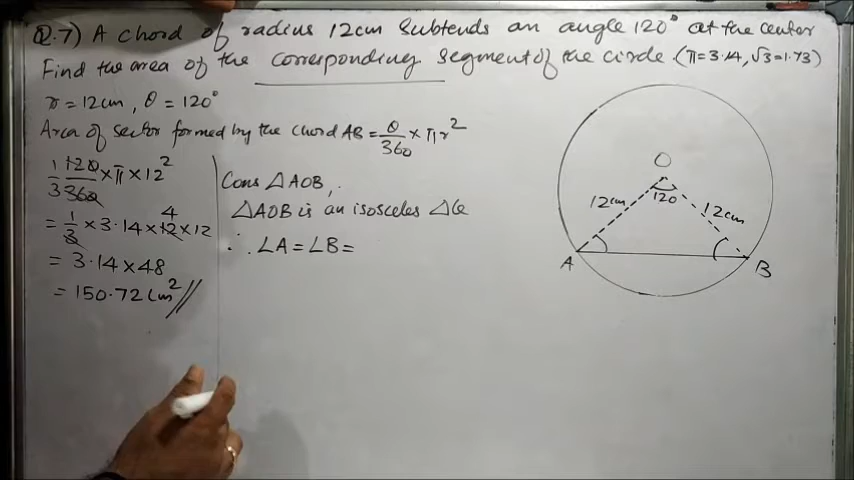 Q.7) A chord of radius 12cm Subtends an angle 120° at the center
Find the area of the corresponding segment of the circle. (π=3.14, √3=1.73)
r = 12cm, θ = 120°
Area of sector formed by the chord AB = θ/360 × πr²
1/3 120/360 × π × 12²
= 1/3 × 3.14 × 12 4 × 12
= 3.14 × 48
= 150.72 cm² //
Cons △AOB,
△AOB is an isosceles △le
∴ ∠A = ∠B =
O
120
12cm
12cm
A
B